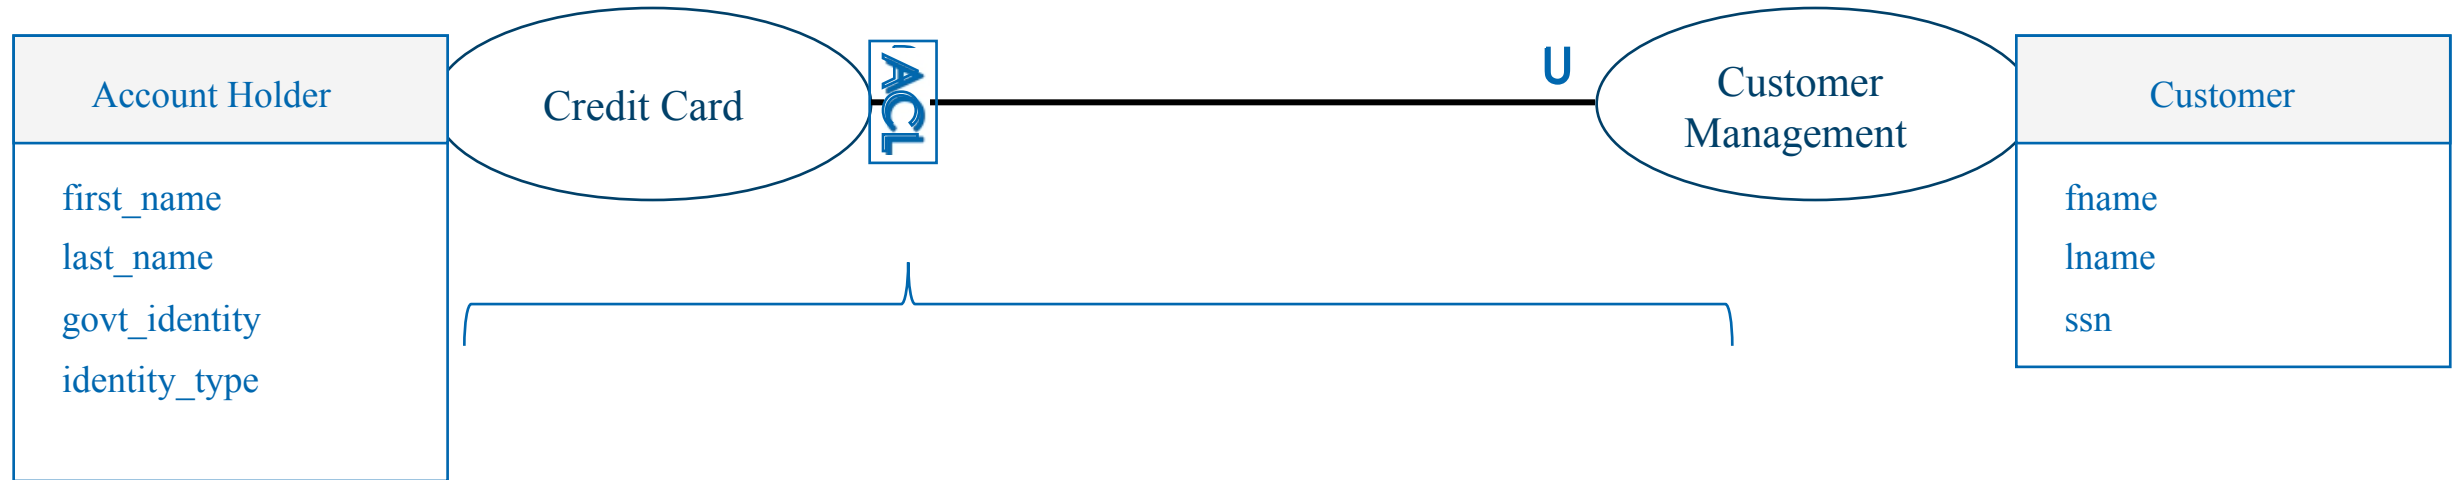 Account Holder
first_name
last_name
govt_identity
identity_type
Credit Card
ACL
U
Customer
Management
Customer
fname
lname
ssn